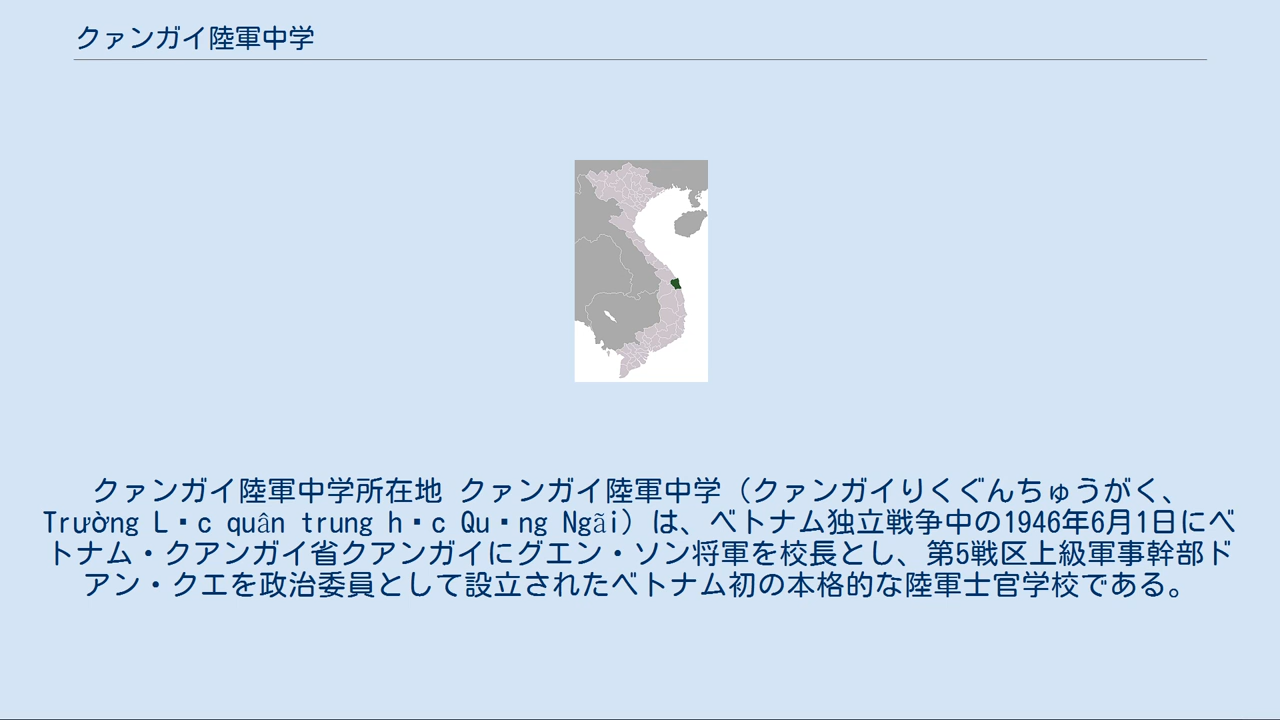 クァンガイ陸軍中学
クァンガイ陸軍中学所在地 クァンガイ陸軍中学（クァンガイりくぐんちゅうがく、
Trường L・c quân trung h・c Qu・ng Ngãi）は、ベトナム独立戦争中の1946年6月1日にベ
トナム・クアンガイ省クアンガイにグエン・ソン将軍を校長とし、第5戦区上級軍事幹部ド
アン・クエを政治委員として設立されたベトナム初の本格的な陸軍士官学校である。